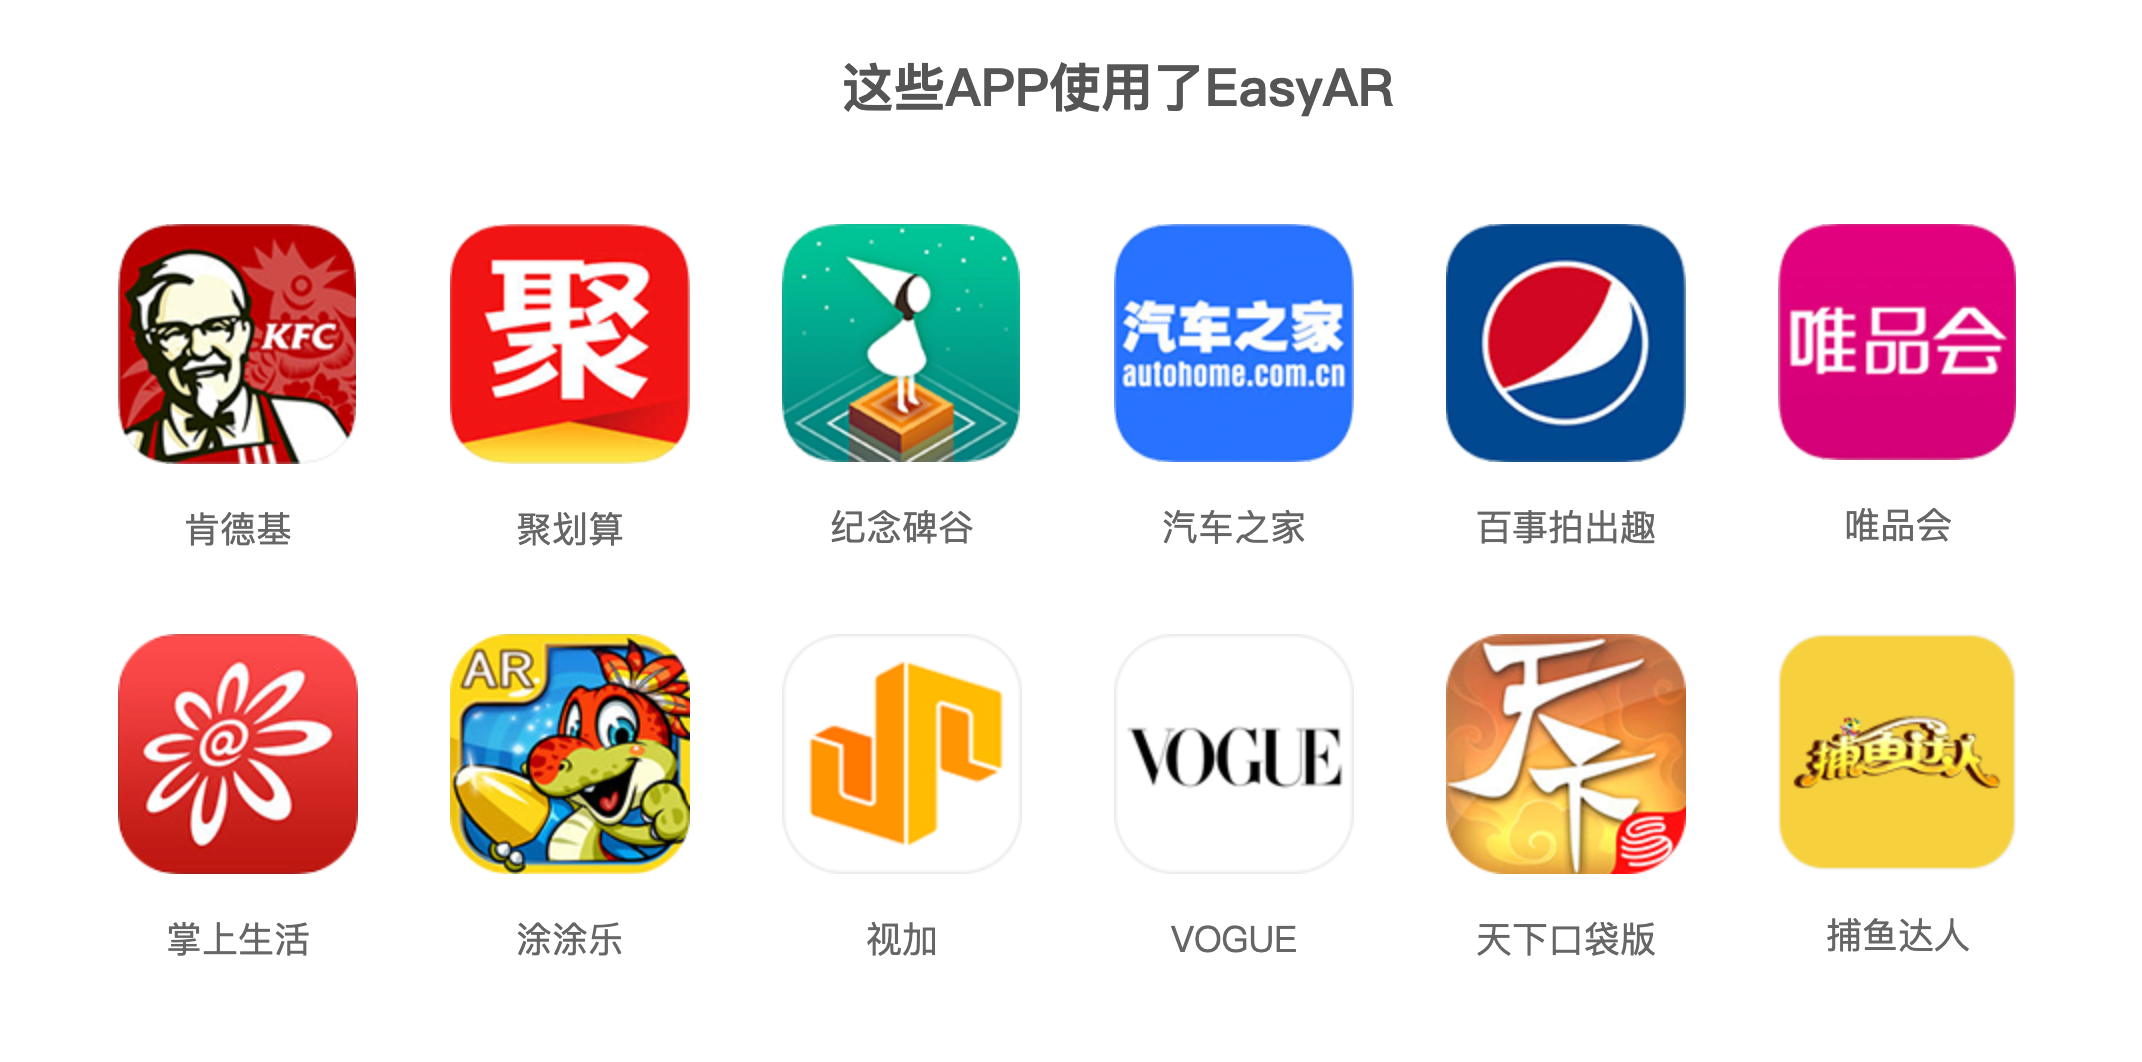 这些APP使用了EasyAR
KFC
聚
汽车之家
autohome.com.cn
唯品会
肯德基
聚划算
纪念碑谷
汽车之家
百事拍出趣
唯品会
@
AR
VOGUE
天下
捕鱼达人
掌上生活
涂涂乐
视加
VOGUE
天下口袋版
捕鱼达人